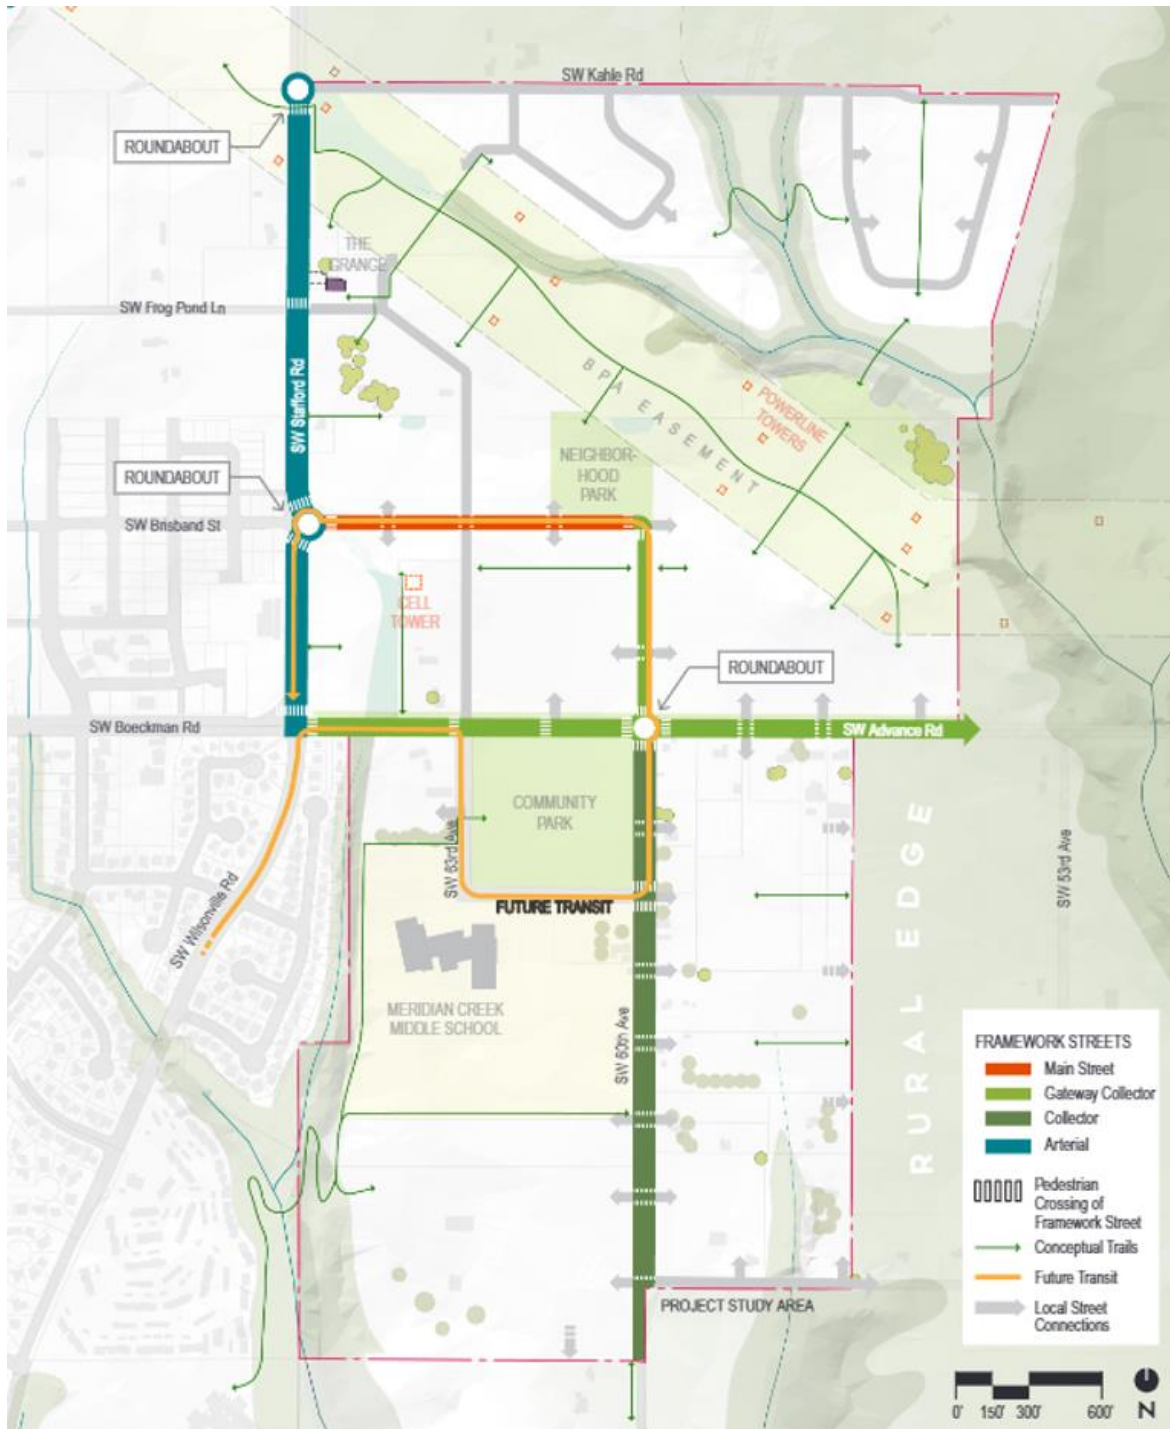 SW Kahle Rd
ROUNDABOUT
THE
GRANGE
SW Frog Pond Ln
SW Stafford Rd
BPA EASEMENT
POWERLINE
TOWERS
NEIGHBOR-
HOOD
PARK
ROUNDABOUT
SW Brisband St
CELL
TOWER
ROUNDABOUT
SW Boeckman Rd
SW Advance Rd
COMMUNITY
PARK
SW 63rd Ave
SW 53rd Ave
SW Wilsonville Rd
FUTURE TRANSIT
MERIDIAN CREEK
MIDDLE SCHOOL
SW 60th Ave
RURAL EDGE
PROJECT STUDY AREA
FRAMEWORK STREETS
Main Street
Gateway Collector
Collector
Arterial
Pedestrian
Crossing of
Framework Street
Conceptual Trails
Future Transit
Local Street
Connections
0' 150' 300' 600'
N